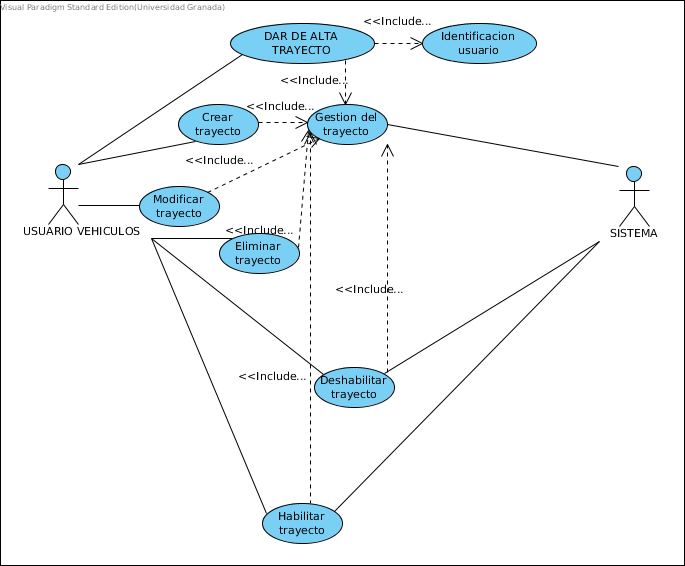 Visual Paradigm Standard Edition(Universidad Granada)
<<Include...
DAR DE ALTA
TRAYECTO
Identificacion
usuario
<<Include...
<<Include...
Crear
trayecto
Gestion del
trayecto
<<Include...
Modificar
trayecto
USUARIO VEHICULOS
<<Include...
SISTEMA
Eliminar
trayecto
<<Include...
<<Include...
Deshabilitar
trayecto
Habilitar
trayecto